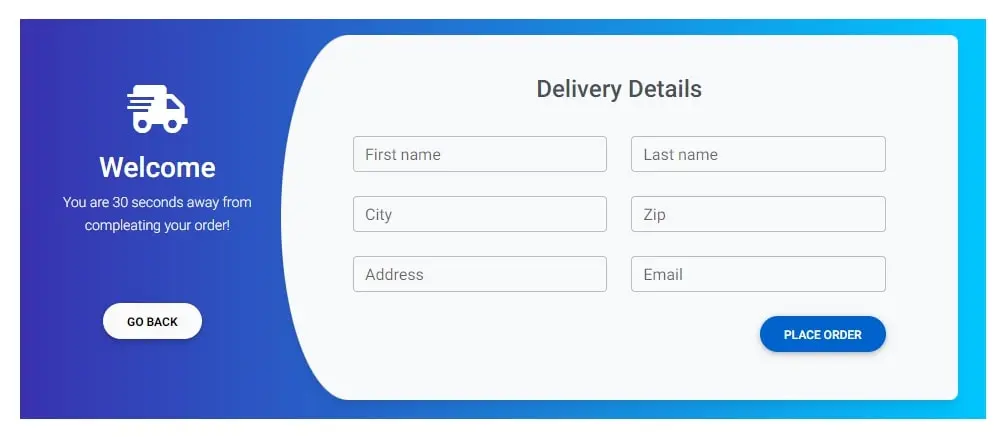 Welcome
You are 30 seconds away from
compleating your order!
GO BACK
Delivery Details
First name
Last name
City
Zip
Address
Email
PLACE ORDER